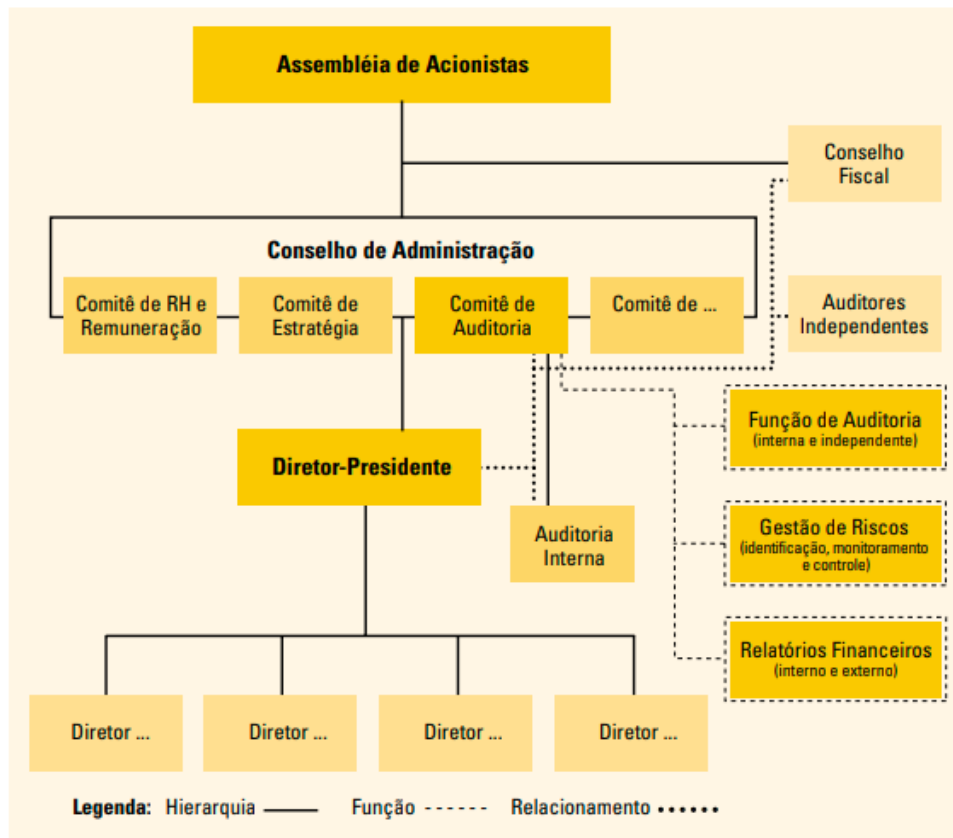 Assembléia de Acionistas
Conselho
Fiscal
Conselho de Administração
Comitê de RH e
Remuneração
Comitê de
Estratégia
Comitê de
Auditoria
Comitê de ...
Auditores
Independentes
Função de Auditoria
(interna e independente)
Diretor-Presidente
Auditoria
Interna
Gestão de Riscos
(identificação, monitoramento
e controle)
Relatórios Financeiros
(interno e externo)
Diretor ...
Diretor ...
Diretor ...
Diretor ...
Legenda: Hierarquia Função Relacionamento